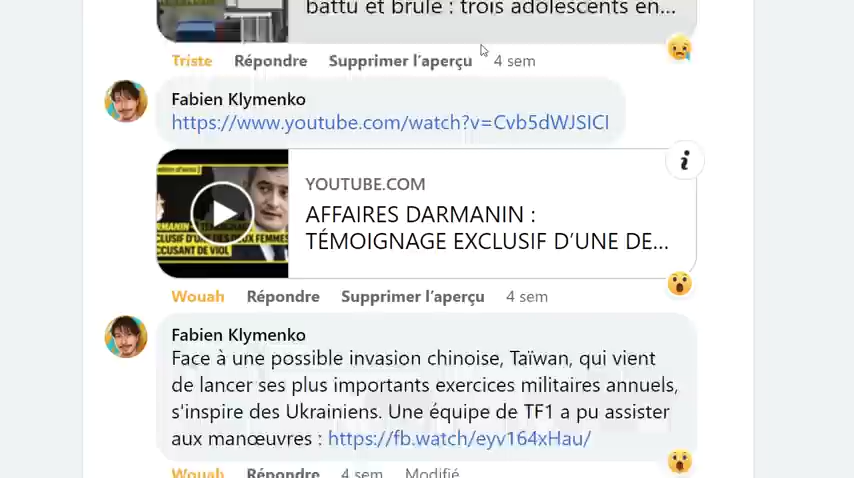 battu et brûlé : trois adolescents en...
Triste Répondre Supprimer l'aperçu 4 sem
Fabien Klymenko
https://www.youtube.com/watch?v=Cvb5dWJSICI
YOUTUBE.COM
AFFAIRES DARMANIN :
TÉMOIGNAGE EXCLUSIF D'UNE DE...
Wouah Répondre Supprimer l'aperçu 4 sem
Fabien Klymenko
Face à une possible invasion chinoise, Taïwan, qui vient
de lancer ses plus importants exercices militaires annuels,
s'inspire des Ukrainiens. Une équipe de TF1 a pu assister
aux manœuvres : https://fb.watch/eyv164xHau/
Wouah Répondre 4 sem Modifié